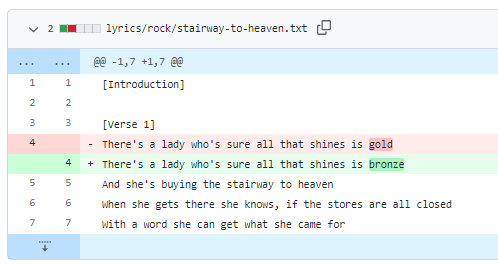 2 lyrics/rock/stairway-to-heaven.txt
... ... @@ -1,7 +1,7 @@
1 1 [Introduction]
2 2
3 3 [Verse 1]
4 - There's a lady who's sure all that shines is gold
4 + There's a lady who's sure all that shines is bronze
5 5 And she's buying the stairway to heaven
6 6 When she gets there she knows, if the stores are all closed
7 7 With a word she can get what she came for